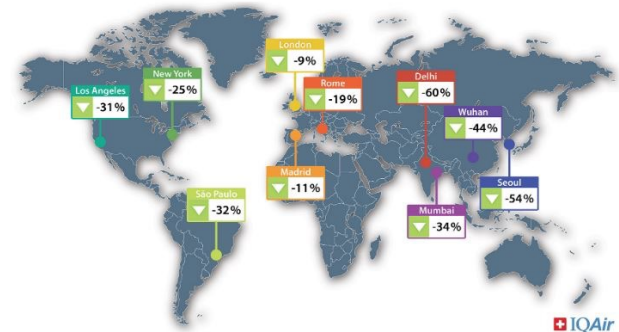 London
-9%
New York
-25%
Los Angeles
-31%
Rome
-19%
Delhi
-60%
Wuhan
-44%
Madrid
-11%
São Paulo
-32%
Mumbai
-34%
Seoul
-54%
IQAir